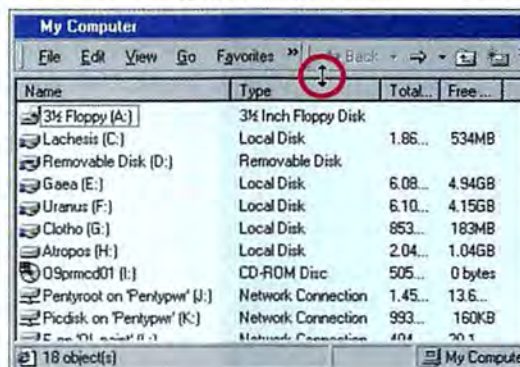 My Computer
File Edit View Go Favorites » Back
Name Type Total... Free...
3½ Floppy (A:) 3½ Inch Floppy Disk
Lachesis (C:) Local Disk 1.86... 534MB
Removable Disk (D:) Removable Disk
Gaea (E:) Local Disk 6.08... 4.94GB
Uranus (F:) Local Disk 6.10... 4.15GB
Clotho (G:) Local Disk 853... 183MB
Atropos (H:) Local Disk 2.04... 1.04GB
09prmcd01 (I:) CD-ROM Disc 505... 0 bytes
Pentyroot on 'Pentypwr' (J:) Network Connection 1.45... 13.6...
Picdisk on 'Pentypwr' (K:) Network Connection 993... 160KB
Network Connection
18 object(s) My Compute